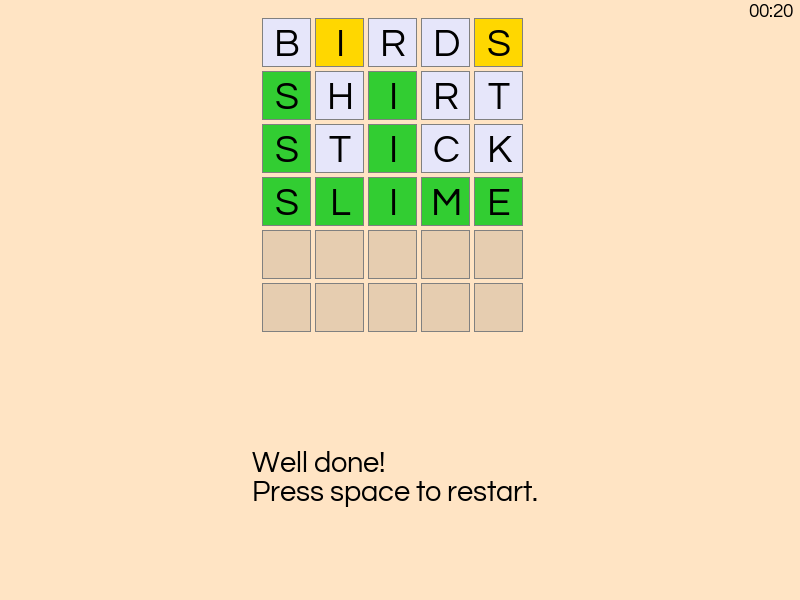 00:20
BIRDS
SHIRT
STICK
SLIME
Well done!
Press space to restart.